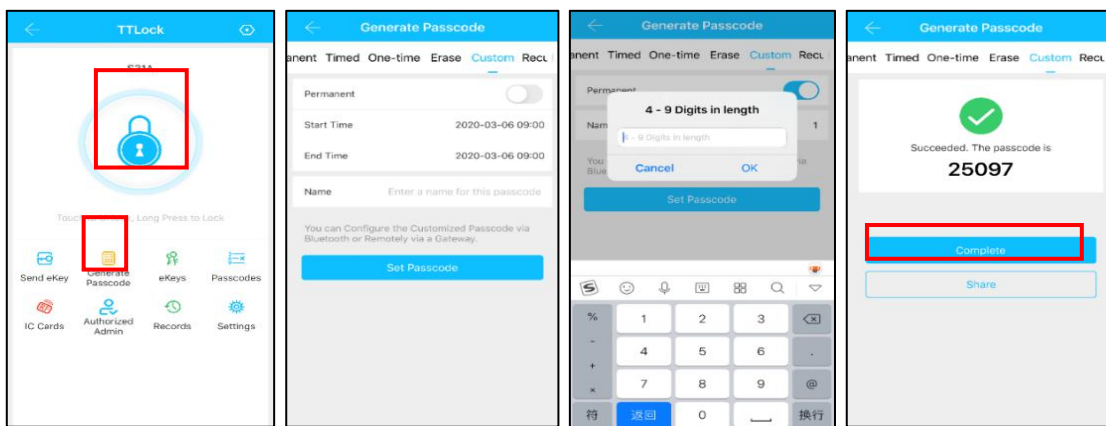 TTLock
S31A
Touch to Unlock, Long Press to Lock
Send eKey
Generate
Passcode
eKeys
Passcodes
IC Cards
Authorized
Admin
Records
Settings
Generate Passcode
anent Timed One-time Erase Custom Recu
Permanent
Start Time 2020-03-06 09:00
End Time 2020-03-06 09:00
Name Enter a name for this passcode
You can Configure the Customized Passcode via
Bluetooth or Remotely via a Gateway.
Set Passcode
Generate Passcode
anent Timed One-time Erase Custom Recu
Permanent
4 - 9 Digits in length
Nam 1
4 - 9 Digits in length
You via
Blue
Cancel OK
Set Passcode
% 1 2 3
- 4 5 6 .
+
× 7 8 9 @
符 返回 0 换行
Generate Passcode
anent Timed One-time Erase Custom Recu
Succeeded. The passcode is
25097
Complete
Share